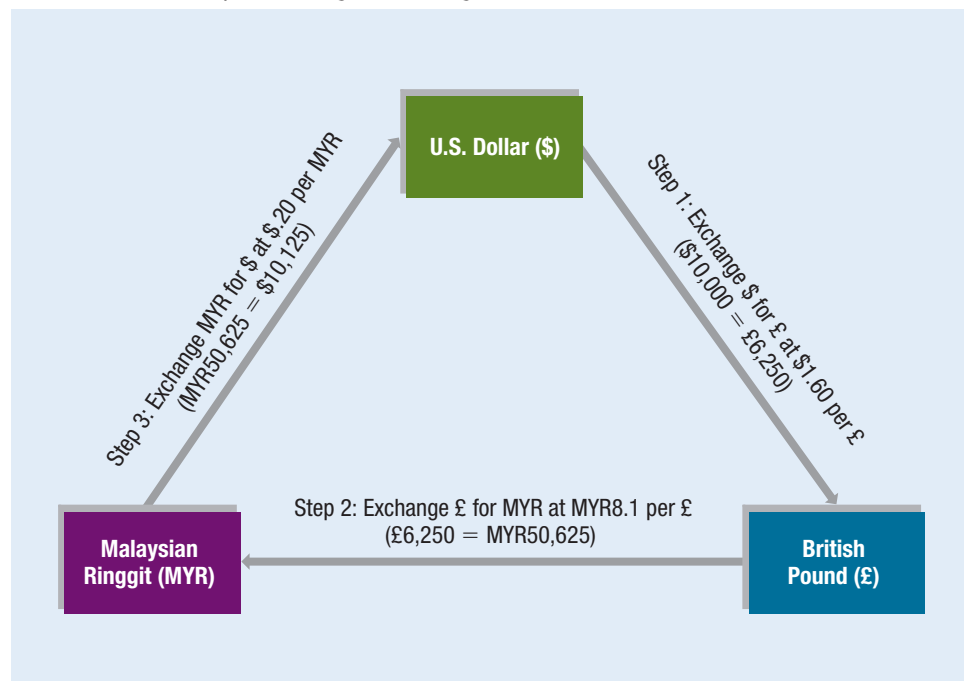 U.S. Dollar ($)
Step 1: Exchange $ for £ at $1.60 per £
($10,000 = £6,250)
Step 2: Exchange £ for MYR at MYR8.1 per £
(£6,250 = MYR50,625)
Step 3: Exchange MYR for $ at $.20 per MYR
(MYR50,625 = $10,125)
Malaysian
Ringgit (MYR)
British
Pound (£)